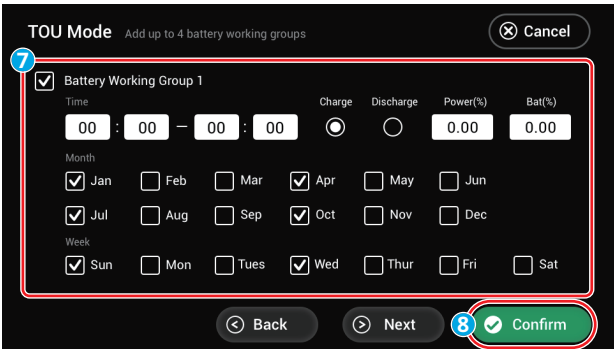 TOU Mode Add up to 4 battery working groups Cancel
7
Battery Working Group 1
Time Charge Discharge Power(%) Bat(%)
00 : 00 — 00 : 00 0.00 0.00
Month
Jan Feb Mar Apr May Jun
Jul Aug Sep Oct Nov Dec
Week
Sun Mon Tues Wed Thur Fri Sat
Back Next 8 Confirm